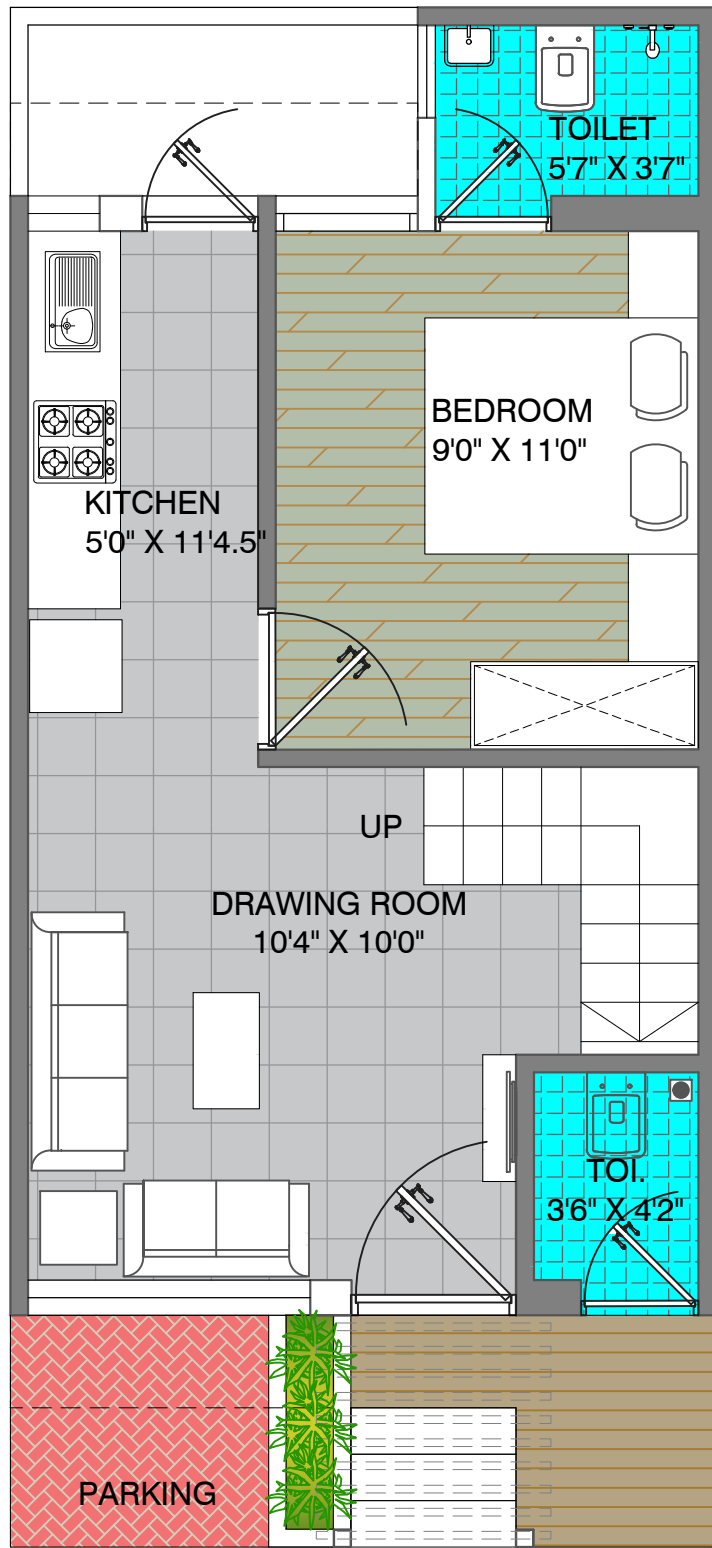 TOILET
5'7" X 3'7"
BEDROOM
9'0" X 11'0"
KITCHEN
5'0" X 11'4.5"
UP
DRAWING ROOM
10'4" X 10'0"
TOI.
3'6" X 4'2"
PARKING